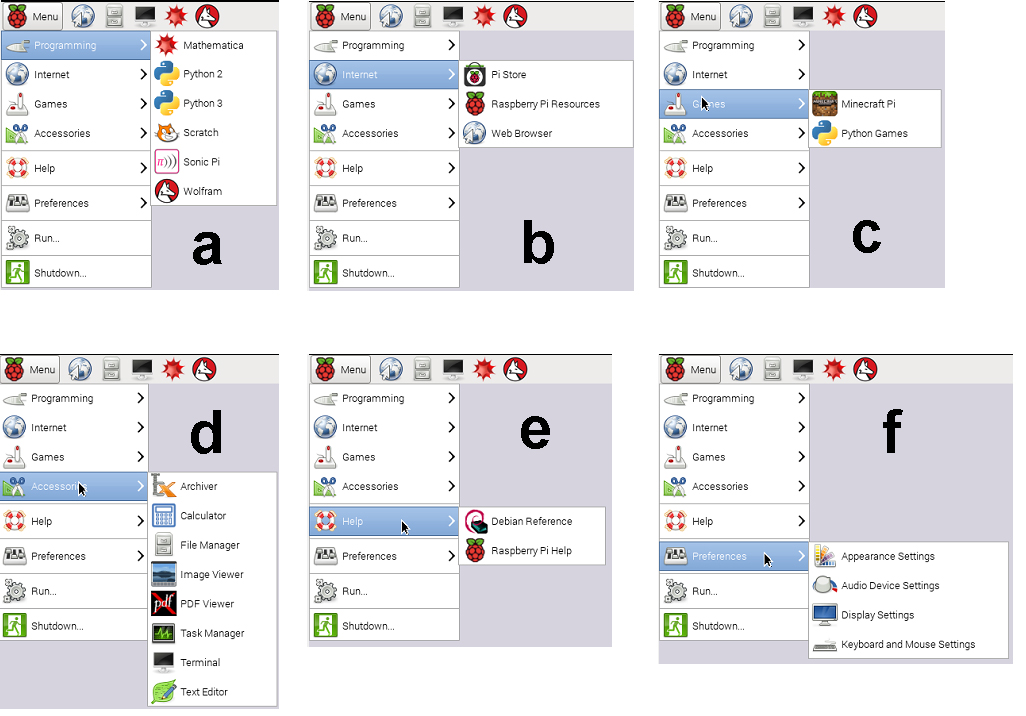 Menu
Programming
Internet
Games
Accessories
Help
Preferences
Run...
Shutdown...
Mathematica
Python 2
Python 3
Scratch
Sonic Pi
Wolfram
a
Menu
Programming
Internet
Games
Accessories
Help
Preferences
Run...
Shutdown...
Pi Store
Raspberry Pi Resources
Web Browser
b
Menu
Programming
Internet
Games
Accessories
Help
Preferences
Run...
Shutdown...
Minecraft Pi
Python Games
c
Menu
Programming
Internet
Games
Accessories
Help
Preferences
Run...
Shutdown...
Archiver
Calculator
File Manager
Image Viewer
pdf
PDF Viewer
Task Manager
Terminal
Text Editor
d
Menu
Programming
Internet
Games
Accessories
Help
Preferences
Run...
Shutdown...
Debian Reference
Raspberry Pi Help
e
Menu
Programming
Internet
Games
Accessories
Help
Preferences
Run...
Shutdown...
Appearance Settings
Audio Device Settings
Display Settings
Keyboard and Mouse Settings
f